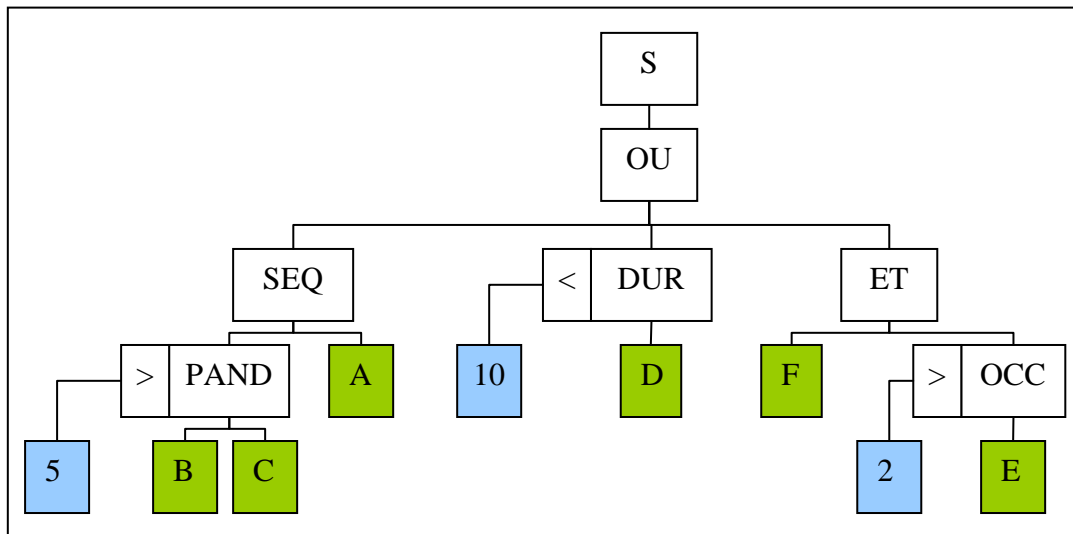 S
OU
SEQ < DUR ET
> PAND A 10 D F > OCC
5 B C 2 E